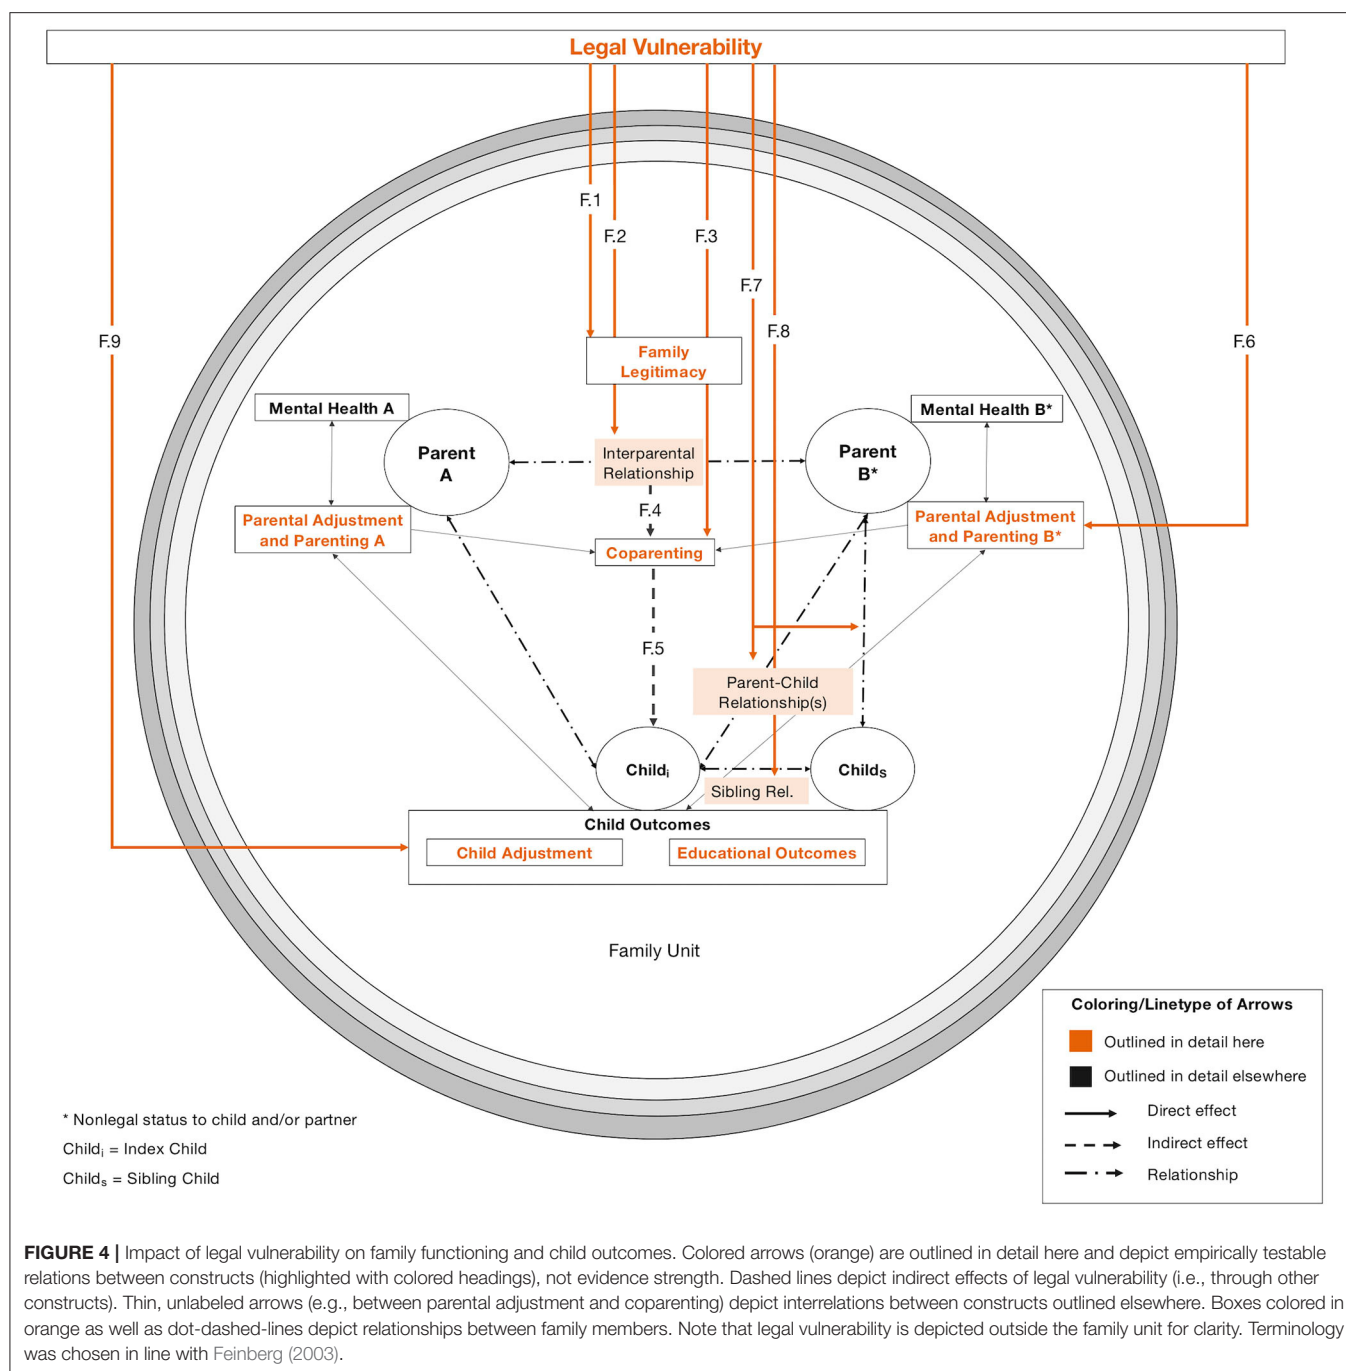 Legal Vulnerability
F.1
F.2
F.3
F.7
F.8
F.9
F.6
Family
Legitimacy
Mental Health A
Mental Health B*
Parent
A
Interparental
Relationship
Parent
B*
F.4
Parental Adjustment
and Parenting A
Parental Adjustment
and Parenting B*
Coparenting
F.5
Parent-Child
Relationship(s)
Childᵢ
Childₛ
Sibling Rel.
Child Outcomes
Child Adjustment
Educational Outcomes
Family Unit
Coloring/Linetype of Arrows
Outlined in detail here
Outlined in detail elsewhere
Direct effect
Indirect effect
Relationship
* Nonlegal status to child and/or partner
Childᵢ = Index Child
Childₛ = Sibling Child
FIGURE 4 | Impact of legal vulnerability on family functioning and child outcomes. Colored arrows (orange) are outlined in detail here and depict empirically testable
relations between constructs (highlighted with colored headings), not evidence strength. Dashed lines depict indirect effects of legal vulnerability (i.e., through other
constructs). Thin, unlabeled arrows (e.g., between parental adjustment and coparenting) depict interrelations between constructs outlined elsewhere. Boxes colored in
orange as well as dot-dashed-lines depict relationships between family members. Note that legal vulnerability is depicted outside the family unit for clarity. Terminology
was chosen in line with Feinberg (2003).